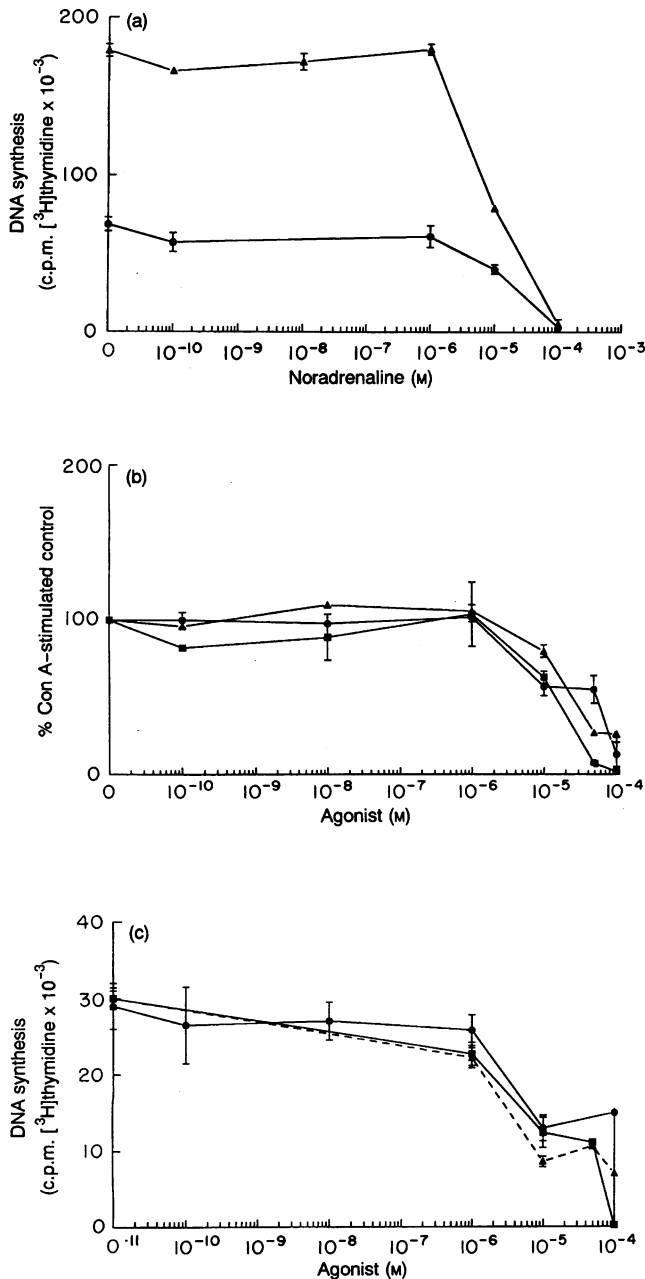 (a)
200
100
0
DNA synthesis
(c.p.m. [³H]thymidine x 10⁻³)
0 10⁻¹⁰ 10⁻⁹ 10⁻⁸ 10⁻⁷ 10⁻⁶ 10⁻⁵ 10⁻⁴ 10⁻³
Noradrenaline (M)
(b)
200
100
0
% Con A-stimulated control
0 10⁻¹⁰ 10⁻⁹ 10⁻⁸ 10⁻⁷ 10⁻⁶ 10⁻⁵ 10⁻⁴
Agonist (M)
(c)
40
30
20
10
0
DNA synthesis
(c.p.m. [³H]thymidine x 10⁻³)
0⁻¹¹ 10⁻¹⁰ 10⁻⁹ 10⁻⁸ 10⁻⁷ 10⁻⁶ 10⁻⁵ 10⁻⁴
Agonist (M)